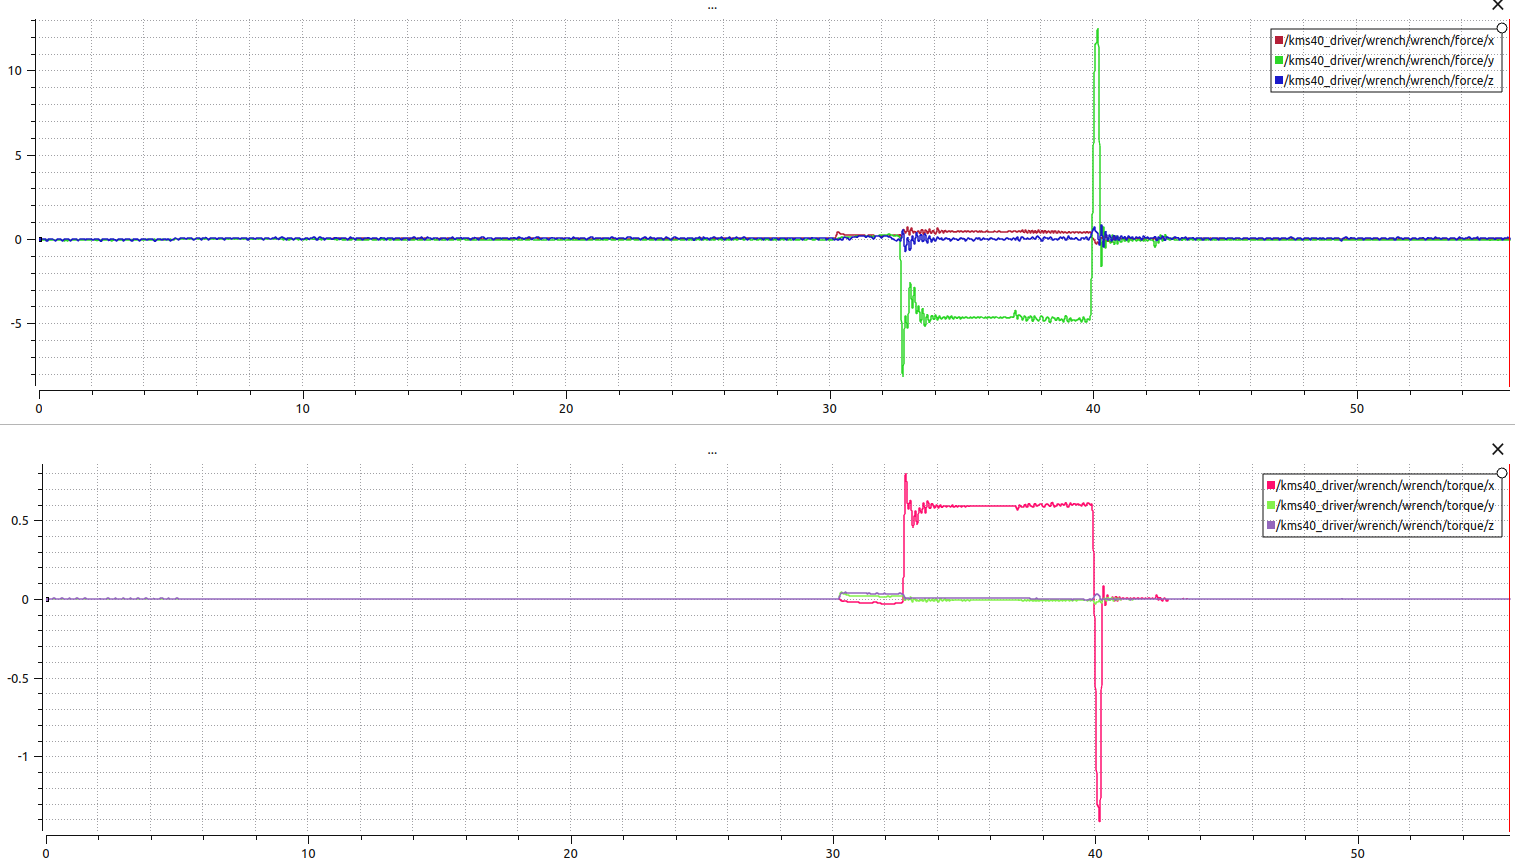 ...
/kms40_driver/wrench/wrench/force/x
/kms40_driver/wrench/wrench/force/y
/kms40_driver/wrench/wrench/force/z
10
5
0
-5
0 10 20 30 40 50
...
/kms40_driver/wrench/wrench/torque/x
/kms40_driver/wrench/wrench/torque/y
/kms40_driver/wrench/wrench/torque/z
0.5
0
-0.5
-1
0 10 20 30 40 50